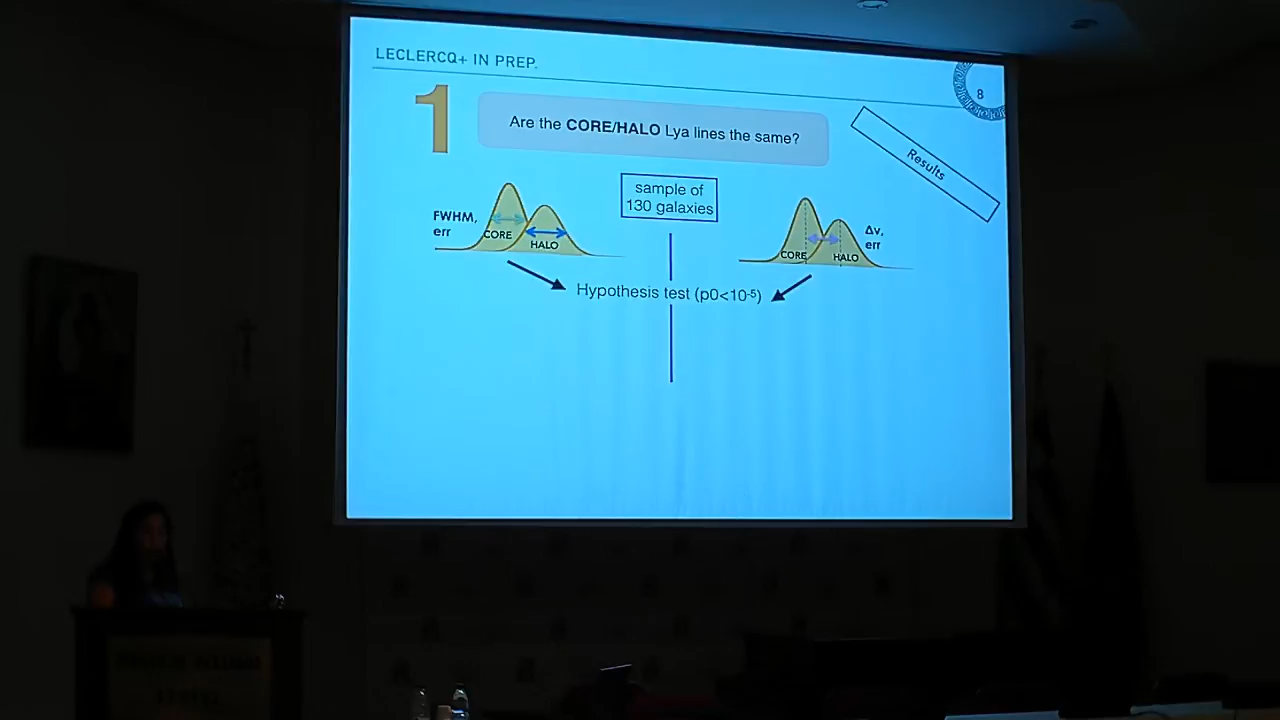 LECLERCQ+ IN PREP.
8
1
Are the CORE/HALO Lya lines the same?
Results
sample of
130 galaxies
FWHM,
err
CORE
HALO
Δv,
err
CORE
HALO
Hypothesis test (p0<10⁻⁵)